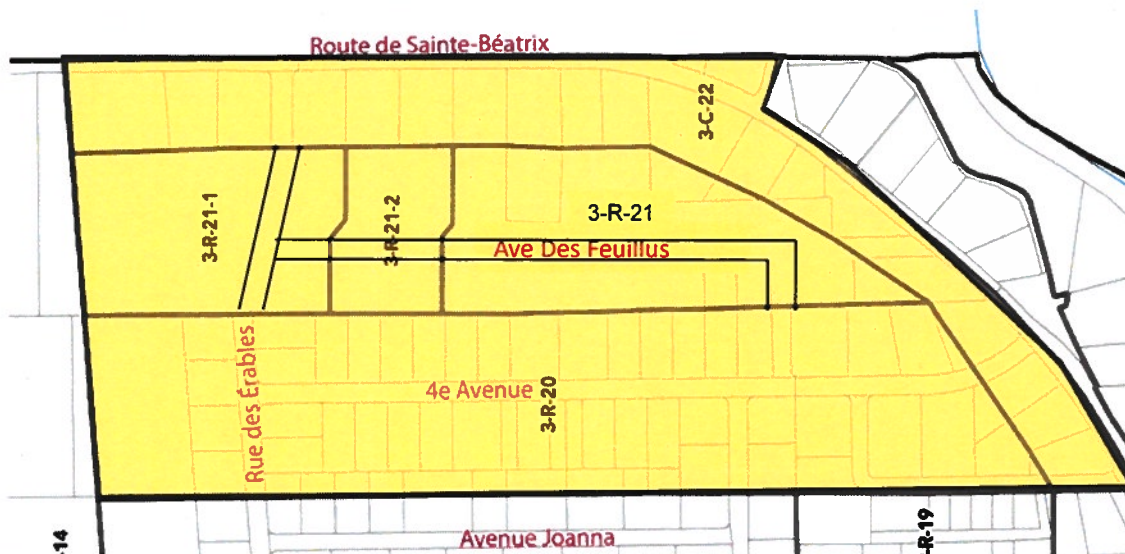 Route de Sainte-Béatrix
3-C-22
3-R-21-1
3-R-21-2
3-R-21
Ave Des Feuillus
Rue des Érables
4e Avenue
3-R-20
Avenue Joanna
-R-19
-14